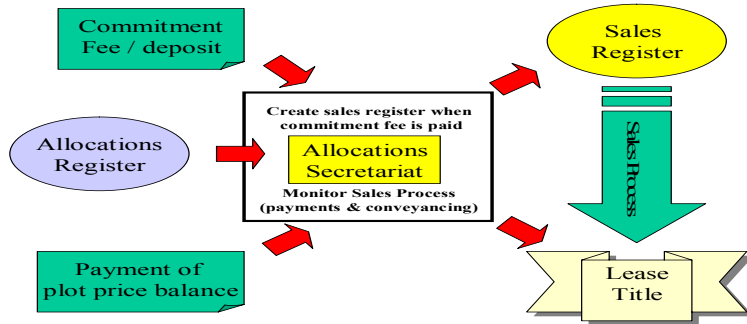 Commitment
Fee / deposit
Sales
Register
Create sales register when
commitment fee is paid
Allocations
Register
Allocations
Secretariat
Monitor Sales Process
(payments & conveyancing)
Sales Process
Payment of
plot price balance
Lease
Title